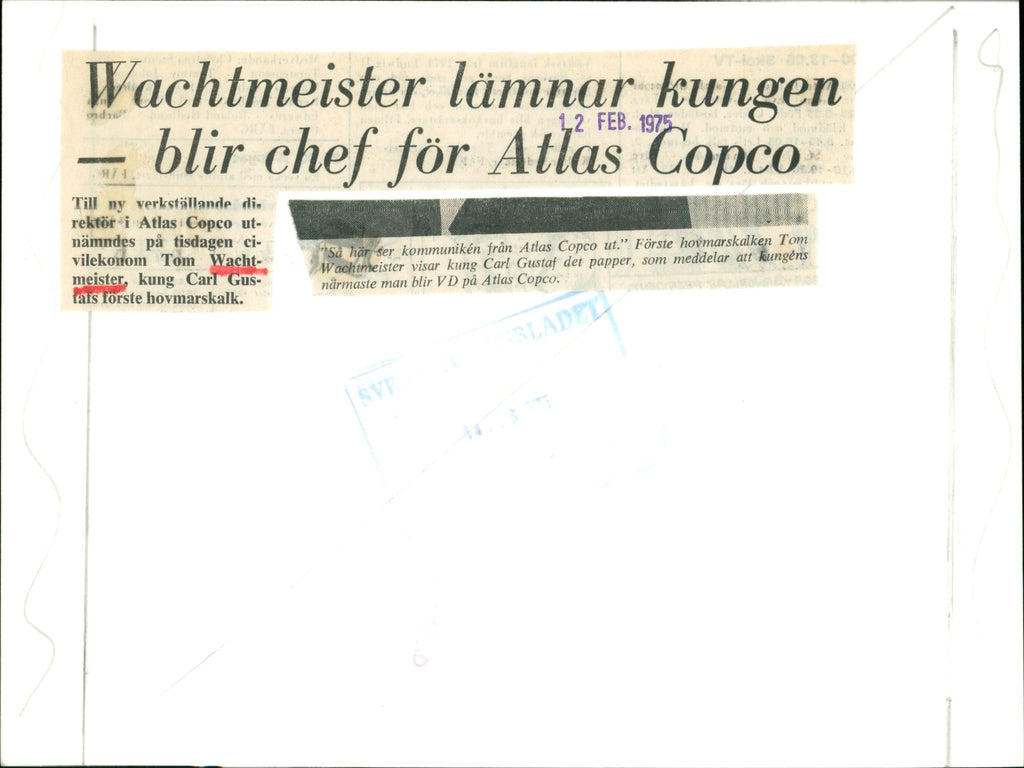 Wachtmeister lämnar kungen
12 FEB. 1975
— blir chef för Atlas Copco
Till ny verkställande di-
rektör i Atlas Copco ut-
nämndes på tisdagen ci-
vilekonom Tom Wacht-
meister, kung Carl Gus-
tafs förste hovmarskalk.
"Så här ser kommunikén från Atlas Copco ut." Förste hovmarskalken Tom
Wachtmeister visar kung Carl Gustaf det papper, som meddelar att kungens
närmaste man blir VD på Atlas Copco.